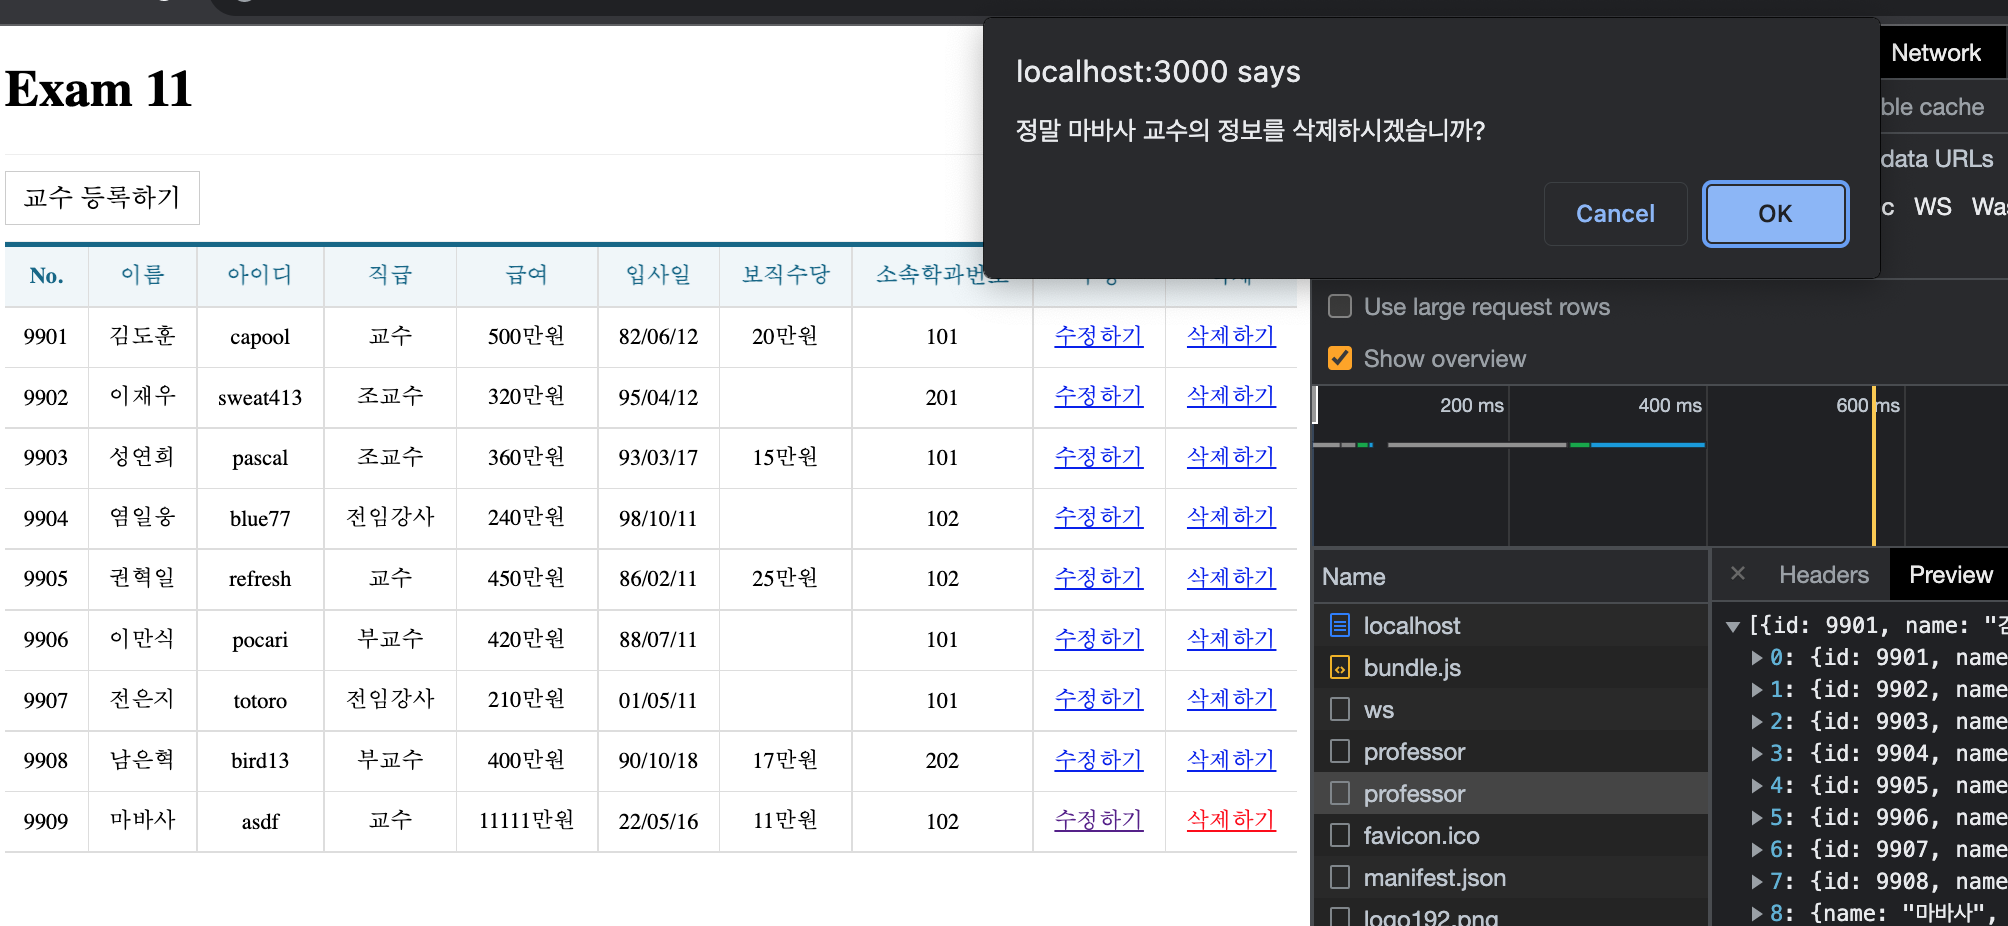 localhost:3000 says
정말 마바사 교수의 정보를 삭제하시겠습니까?
Cancel OK
Exam 11
교수 등록하기
No. 이름 아이디 직급 급여 입사일 보직수당 소속학과번호
9901 김도훈 capool 교수 500만원 82/06/12 20만원 101 수정하기 삭제하기
9902 이재우 sweat413 조교수 320만원 95/04/12 201 수정하기 삭제하기
9903 성연희 pascal 조교수 360만원 93/03/17 15만원 101 수정하기 삭제하기
9904 염일웅 blue77 전임강사 240만원 98/10/11 102 수정하기 삭제하기
9905 권혁일 refresh 교수 450만원 86/02/11 25만원 102 수정하기 삭제하기
9906 이만식 pocari 부교수 420만원 88/07/11 101 수정하기 삭제하기
9907 전은지 totoro 전임강사 210만원 01/05/11 101 수정하기 삭제하기
9908 남은혁 bird13 부교수 400만원 90/10/18 17만원 202 수정하기 삭제하기
9909 마바사 asdf 교수 11111만원 22/05/16 11만원 102 수정하기 삭제하기
Network
ble cache
data URLs
c WS Was
Use large request rows
Show overview
200 ms 400 ms 600 ms
Name
localhost
bundle.js
ws
professor
professor
favicon.ico
manifest.json
logo192.png
× Headers Preview
[{id: 9901, name: "김
0: {id: 9901, name
1: {id: 9902, name
2: {id: 9903, name
3: {id: 9904, name
4: {id: 9905, name
5: {id: 9906, name
6: {id: 9907, name
7: {id: 9908, name
8: {name: "마바사",